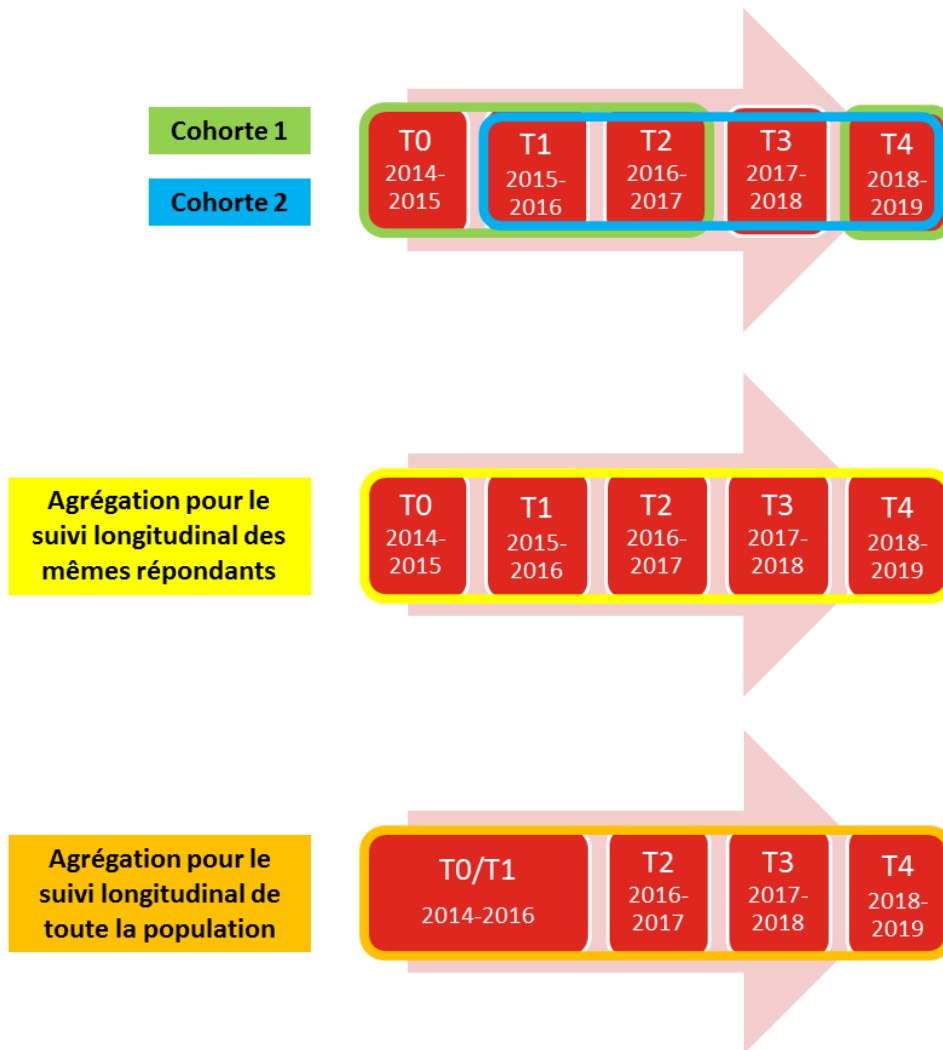 Cohorte 1
Cohorte 2
T0
2014-
2015
T1
2015-
2016
T2
2016-
2017
T3
2017-
2018
T4
2018-
2019
Agrégation pour le
suivi longitudinal des
mêmes répondants
T0
2014-
2015
T1
2015-
2016
T2
2016-
2017
T3
2017-
2018
T4
2018-
2019
Agrégation pour le
suivi longitudinal de
toute la population
T0/T1
2014-2016
T2
2016-
2017
T3
2017-
2018
T4
2018-
2019